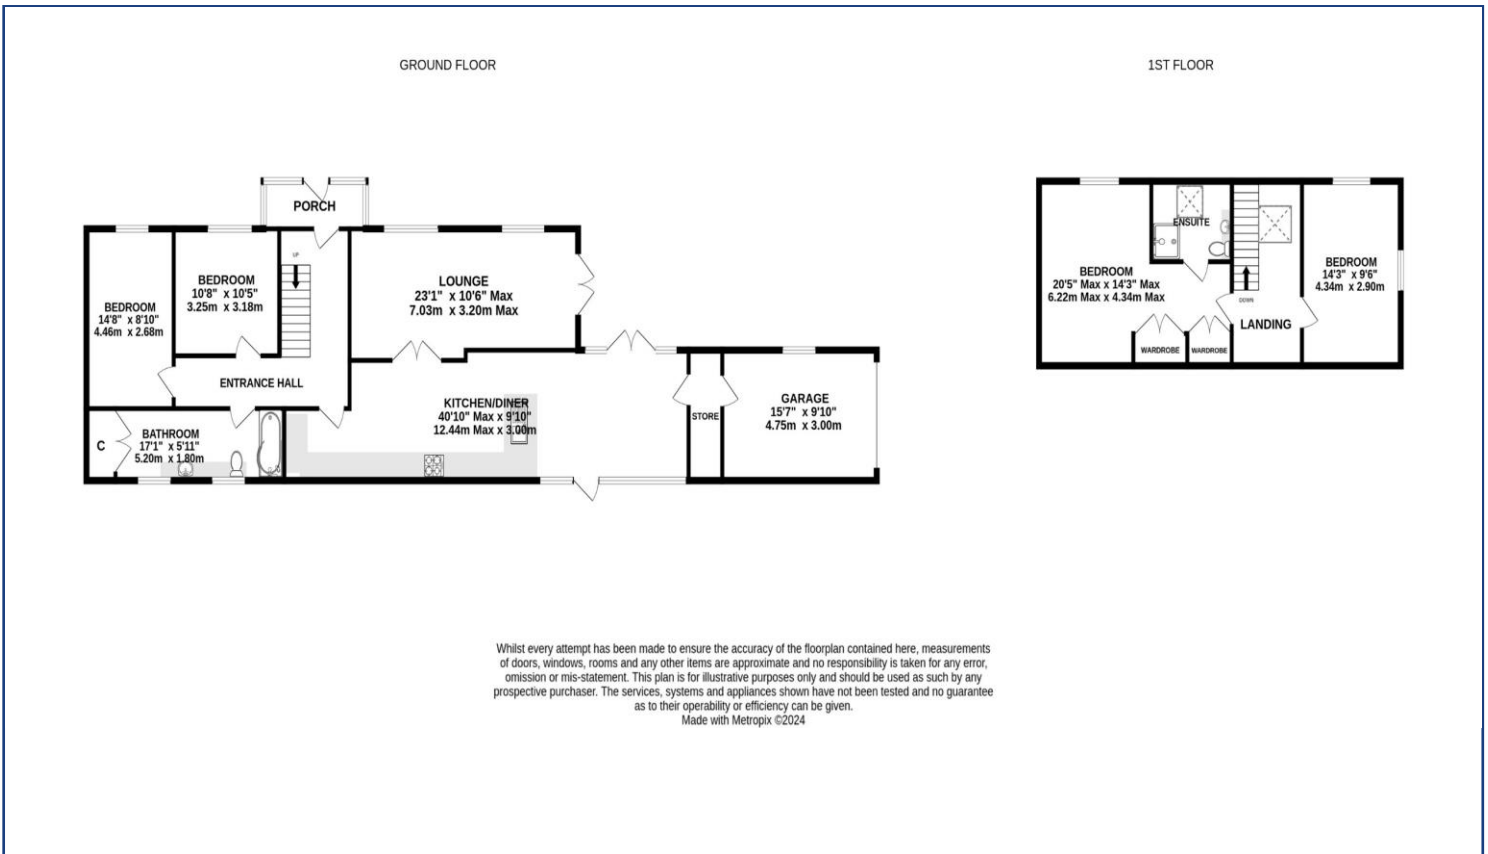 GROUND FLOOR
1ST FLOOR
PORCH
UP
BEDROOM
14'8" x 8'10"
4.46m x 2.68m
BEDROOM
10'8" x 10'5"
3.25m x 3.18m
LOUNGE
23'1" x 10'6" Max
7.03m x 3.20m Max
ENTRANCE HALL
KITCHEN/DINER
40'10" Max x 9'10"
12.44m Max x 3.00m
STORE
GARAGE
15'7" x 9'10"
4.75m x 3.00m
C
BATHROOM
17'1" x 5'11"
5.20m x 1.80m
ENSUITE
BEDROOM
20'5" Max x 14'3" Max
6.22m Max x 4.34m Max
BEDROOM
14'3" x 9'6"
4.34m x 2.90m
DOWN
LANDING
WARDROBE
WARDROBE
Whilst every attempt has been made to ensure the accuracy of the floorplan contained here, measurements
of doors, windows, rooms and any other items are approximate and no responsibility is taken for any error,
omission or mis-statement. This plan is for illustrative purposes only and should be used as such by any
prospective purchaser. The services, systems and appliances shown have not been tested and no guarantee
as to their operability or efficiency can be given.
Made with Metropix ©2024